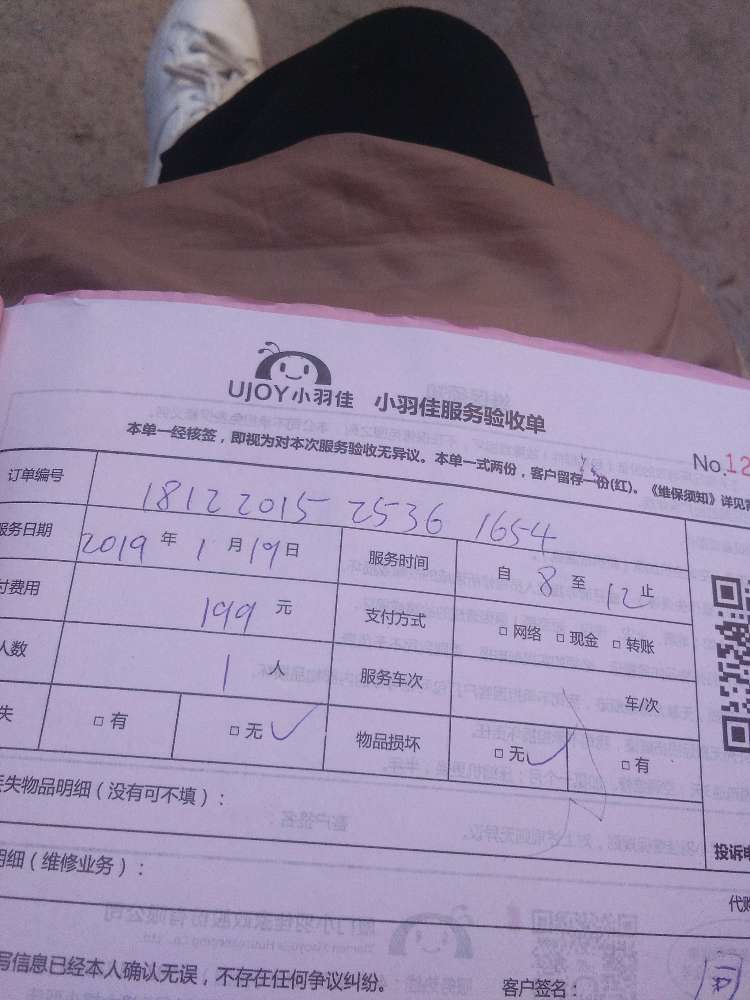 UJOY小羽佳 小羽佳服务验收单
本单一经核签，即视为对本次服务验收无异议。本单一式两份，客户留存一份(红)。《维保须知》详见背
No.12
订单编号 18122015 2536 1654
服务日期 2019 年 1 月 19 日 服务时间 自 8 至 12 止
付费用 199 元 支付方式 □ 网络 □ 现金 □ 转账
人数 1 人 服务车次 车/次
失 □ 有 □ 无 ✓ 物品损坏 □ 无 ✓ □ 有
丢失物品明细（没有可不填）：
投诉电
明细（维修业务）：
代购
写信息已经本人确认无误，不存在任何争议纠纷。 客户签名：